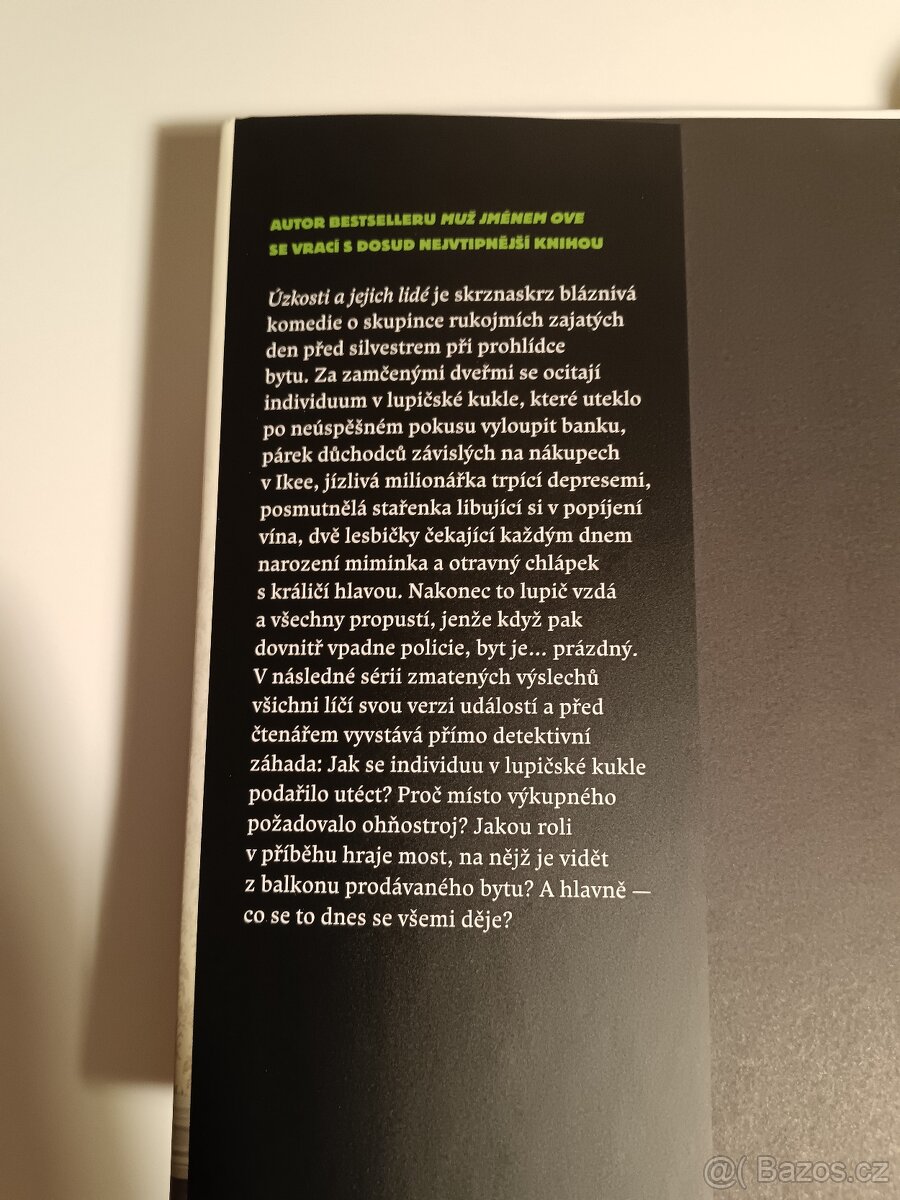 AUTOR BESTSELLERU MUŽ JMÉNEM OVE
SE VRACÍ S DOSUD NEJVTIPNĚJŠÍ KNIHOU
Úzkosti a jejich lidé je skrznaskrz bláznivá
komedie o skupince rukojmích zajatých
den před silvestrem při prohlídce
bytu. Za zamčenými dveřmi se ocitají
individuum v lupičské kukle, které uteklo
po neúspěšném pokusu vyloupit banku,
párek důchodců závislých na nákupech
v Ikee, jízlivá milionářka trpící depresemi,
posmutnělá stařenka libující si v popíjení
vína, dvě lesbičky čekající každým dnem
narození miminka a otravný chlápek
s králičí hlavou. Nakonec to lupič vzdá
a všechny propustí, jenže když pak
dovnitř vpadne policie, byt je... prázdný.
V následné sérii zmatených výslechů
všichni líčí svou verzi událostí a před
čtenářem vyvstává přímo detektivní
záhada: Jak se individuu v lupičské kukle
podařilo utéct? Proč místo výkupného
požadovalo ohňostroj? Jakou roli
v příběhu hraje most, na nějž je vidět
z balkonu prodávaného bytu? A hlavně —
co se to dnes se všemi děje?
@( Bazos.cz